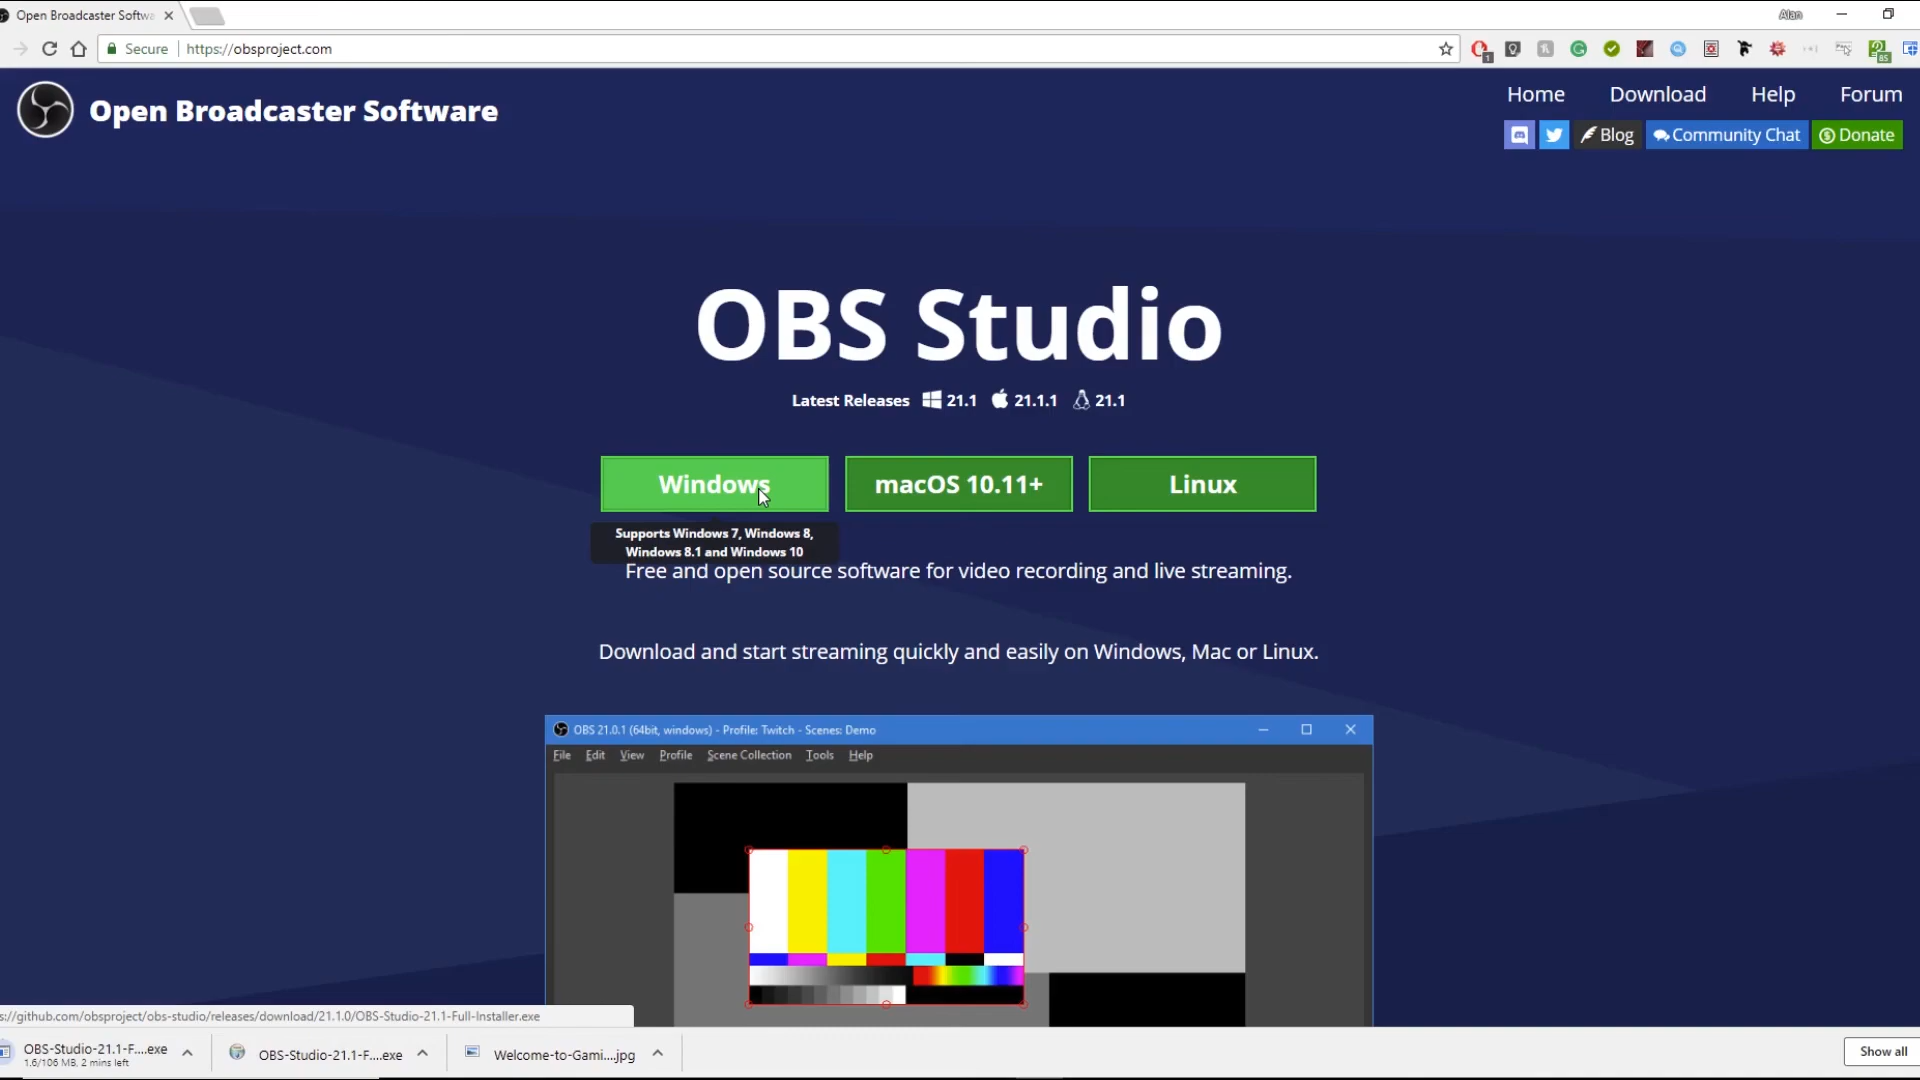 Open Broadcaster Softwa
Alan
Secure
https://obsproject.com
1
85
Open Broadcaster Software
Home
Download
Help
Forum
Blog
Community Chat
Donate
OBS Studio
Latest Releases 21.1 21.1.1 21.1
Windows
macOS 10.11+
Linux
Supports Windows 7, Windows 8,
Windows 8.1 and Windows 10
Free and open source software for video recording and live streaming.
Download and start streaming quickly and easily on Windows, Mac or Linux.
OBS 21.0.1 (64bit, windows) - Profile: Twitch - Scenes: Demo
File Edit View Profile Scene Collection Tools Help
s://github.com/obsproject/obs-studio/releases/download/21.1.0/OBS-Studio-21.1-Full-Installer.exe
OBS-Studio-21.1-F....exe
1.6/106 MB, 2 mins left
OBS-Studio-21.1-F....exe
Welcome-to-Gami....jpg
Show all